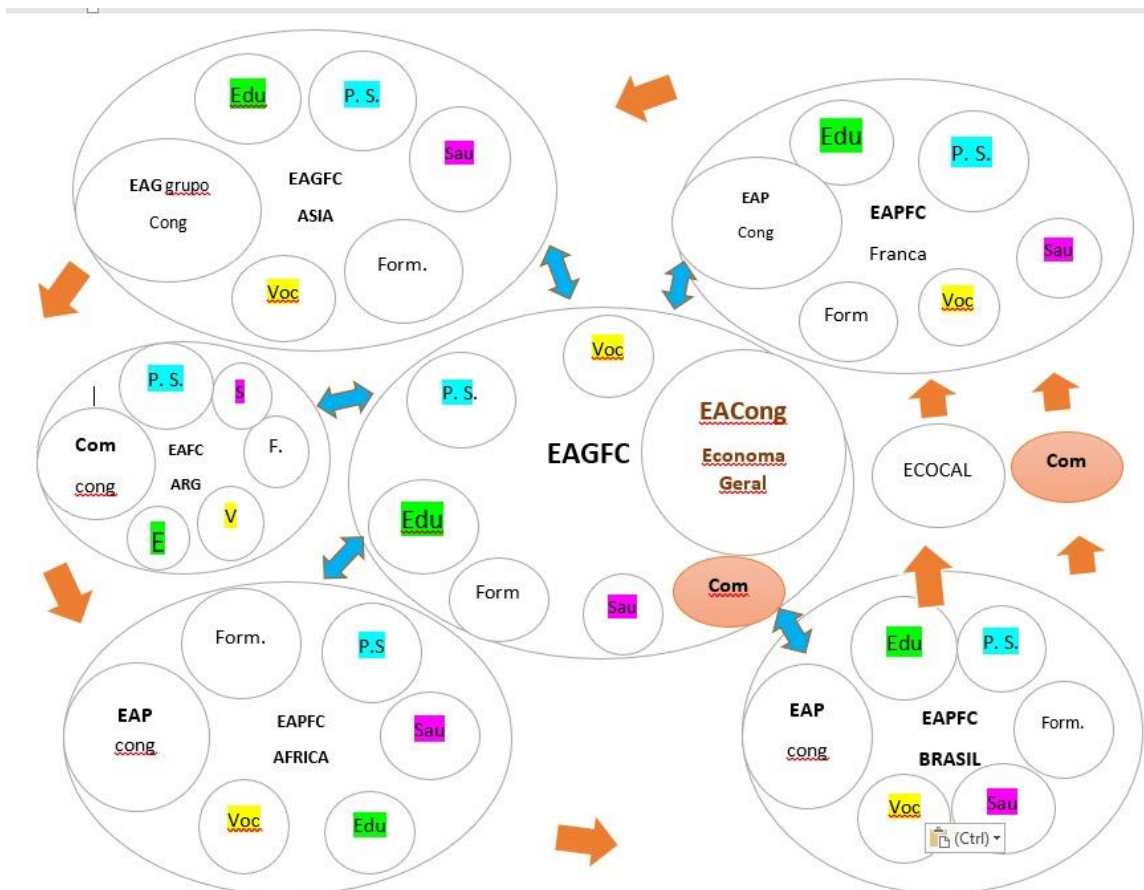 Edu
P. S.
Sau
EAG grupo
Cong
EAGFC
ASIA
Form.
Voc
Edu
P. S.
EAP
Cong
EAPFC
Franca
Sau
Form
Voc
P. S.
S
Com
cong
EAFC
ARG
F.
V
E
Voc
P. S.
EAGFC
EACong
Economa
Geral
Edu
Form
Sau
Com
ECOCAL
Com
Form.
P.S
EAP
cong
EAPFC
AFRICA
Sau
Voc
Edu
Edu
P. S.
EAP
cong
EAPFC
BRASIL
Form.
Voc
Sau
(Ctrl)